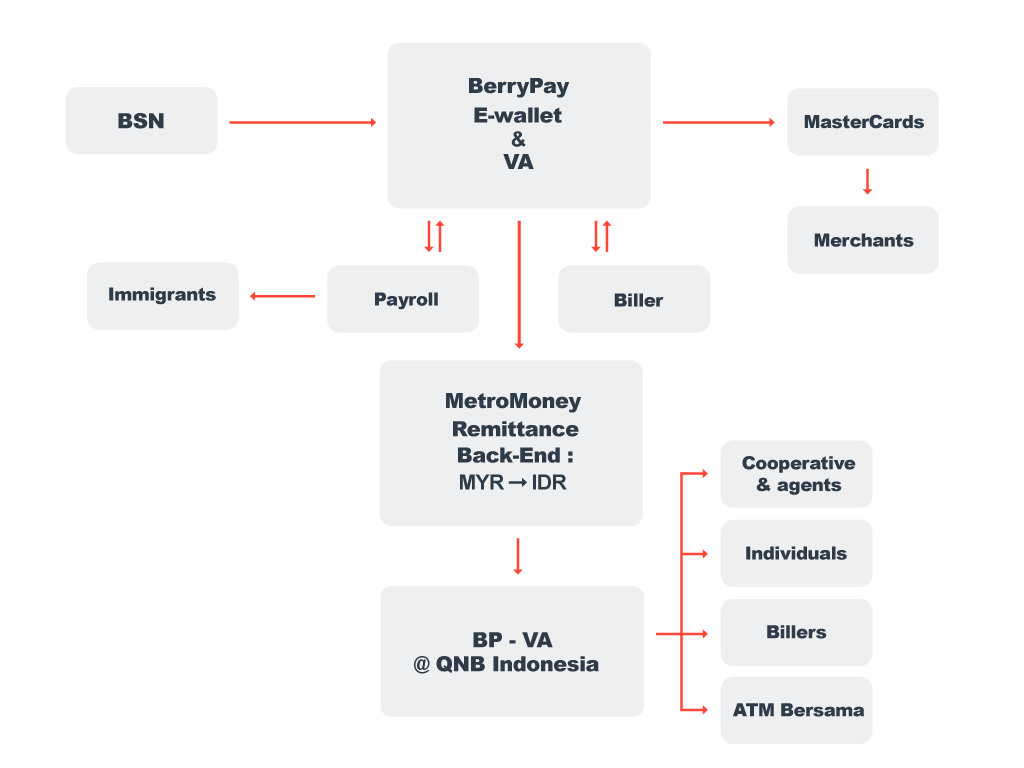 BerryPay
E-wallet
&
VA
BSN
MasterCards
Merchants
Immigrants
Payroll
Biller
MetroMoney
Remittance
Back-End :
MYR → IDR
Cooperative
& agents
Individuals
BP - VA
@ QNB Indonesia
Billers
ATM Bersama